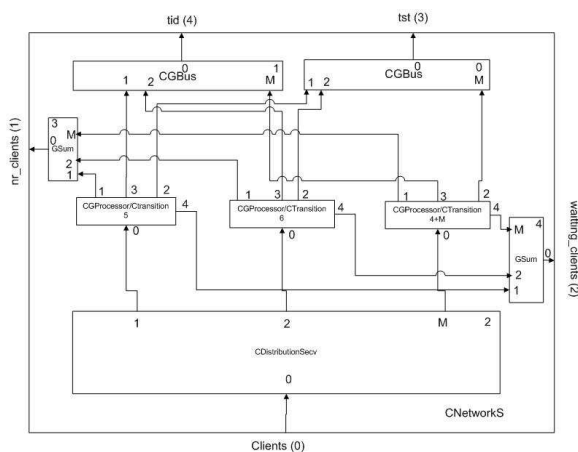 tid (4) tst (3)
0 0
CGBus 1 CGBus 0
1 2 M 1 2 M
3
M
0 GSum
2
1
nr_clients (1)
1 3 2 1 3 2 1 3 2
CGProcessor/Ctransition 4
5
CGProcessor/CTransition 4
6
CGProcessor/CTransition 4
4+M
0 0 0
M 4
GSum 0
2
1
waitting_clients (2)
1 2 M 2
CDistributionSecv
0
CNetworkS
Clients (0)